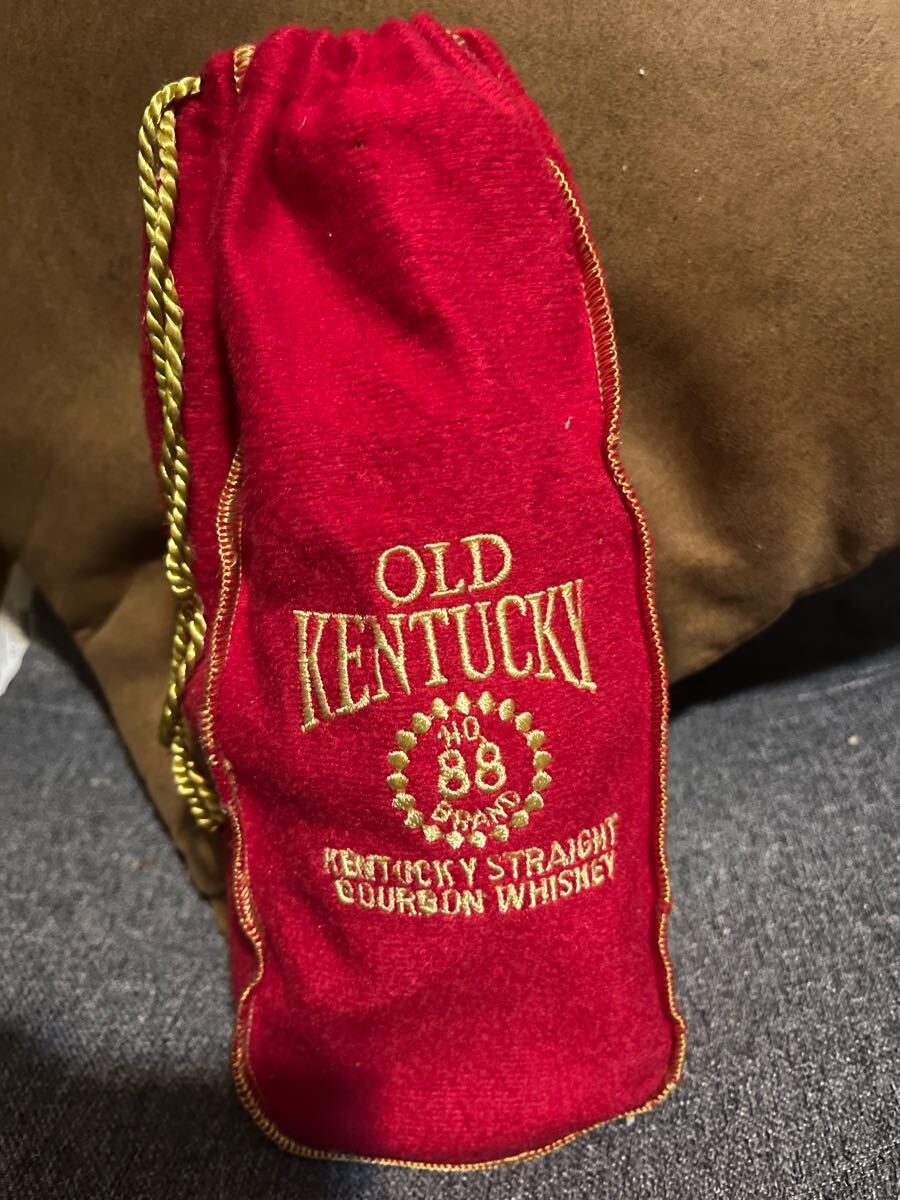 OLD
KENTUCKY
NO.
88
BRAND
KENTUCKY STRAIGHT
BOURBON WHISKEY